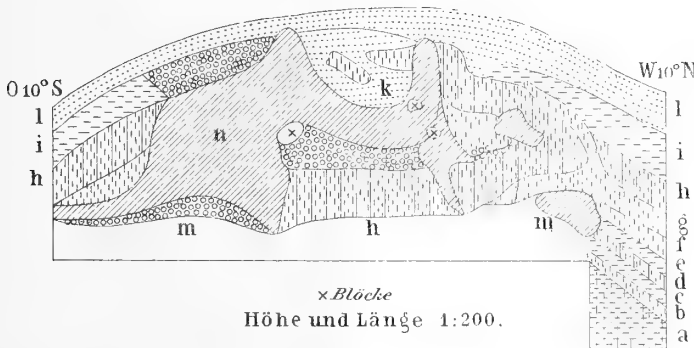 O 10° S
W 10° N
k
l
l
n
i
i
h
h
m
h
m
g
f
e
d
c
b
a
× Blöcke
Höhe und Länge 1:200.